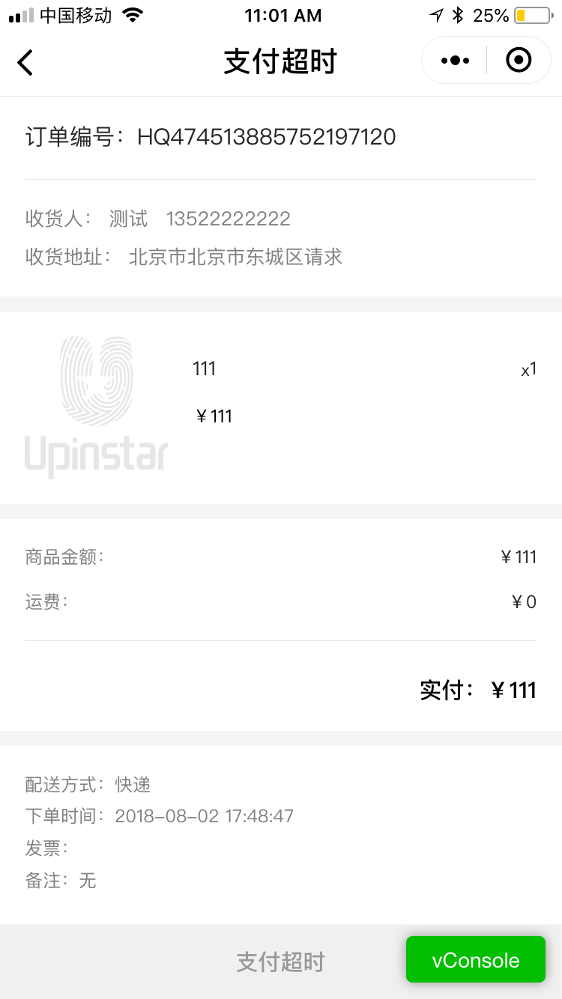 中国移动 11:01 AM 25%
支付超时
订单编号：HQ474513885752197120
收货人： 测试 13522222222
收货地址： 北京市北京市东城区请求
111 x1
￥111
Upinstar
商品金额： ￥111
运费： ￥0
实付：￥111
配送方式：快递
下单时间：2018-08-02 17:48:47
发票：
备注：无
支付超时 vConsole